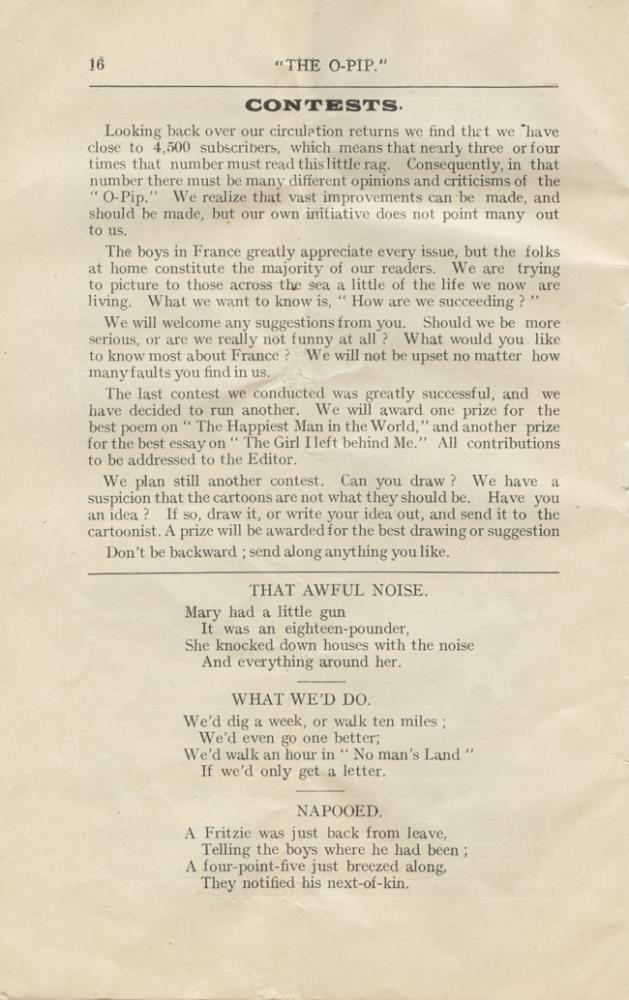 16 "THE O-PIP."
CONTESTS.
Looking back over our circulation returns we find that we have
close to 4,500 subscribers, which means that nearly three or four
times that number must read this little rag. Consequently, in that
number there must be many different opinions and criticisms of the
" O-Pip." We realize that vast improvements can be made, and
should be made, but our own initiative does not point many out
to us.
The boys in France greatly appreciate every issue, but the folks
at home constitute the majority of our readers. We are trying
to picture to those across the sea a little of the life we now are
living. What we want to know is, " How are we succeeding ? "
We will welcome any suggestions from you. Should we be more
serious, or are we really not funny at all ? What would you like
to know most about France ? We will not be upset no matter how
many faults you find in us.
The last contest we conducted was greatly successful, and we
have decided to run another. We will award one prize for the
best poem on " The Happiest Man in the World," and another prize
for the best essay on " The Girl I left behind Me." All contributions
to be addressed to the Editor.
We plan still another contest. Can you draw ? We have a
suspicion that the cartoons are not what they should be. Have you
an idea ? If so, draw it, or write your idea out, and send it to the
cartoonist. A prize will be awarded for the best drawing or suggestion
Don't be backward ; send along anything you like.
THAT AWFUL NOISE.
Mary had a little gun
It was an eighteen-pounder,
She knocked down houses with the noise
And everything around her.
WHAT WE'D DO.
We'd dig a week, or walk ten miles ;
We'd even go one better;
We'd walk an hour in " No man's Land "
If we'd only get a letter.
NAPOOED.
A Fritzie was just back from leave,
Telling the boys where he had been ;
A four-point-five just breezed along,
They notified his next-of-kin.